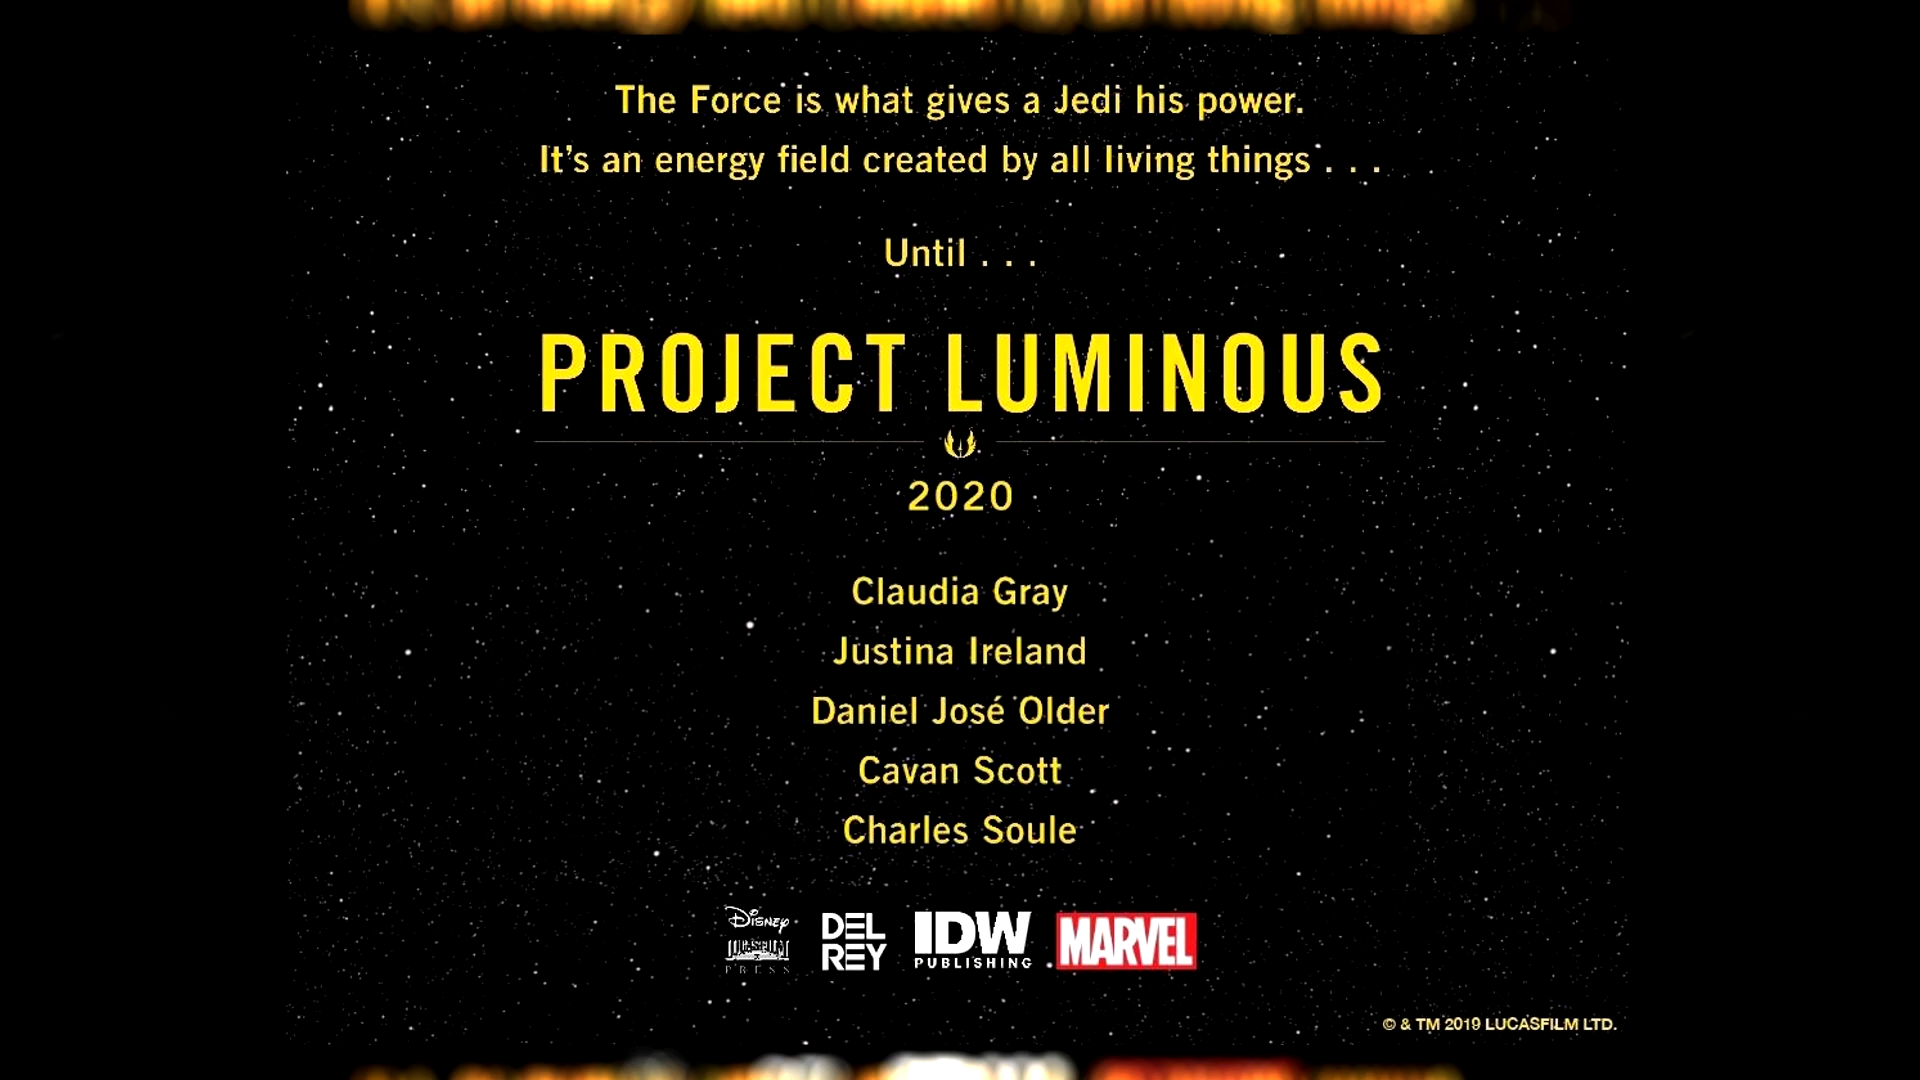 The Force is what gives a Jedi his power.
It's an energy field created by all living things . . .
Until . . .
PROJECT LUMINOUS
2020
Claudia Gray
Justina Ireland
Daniel José Older
Cavan Scott
Charles Soule
DISNEY
LUCASFILM
PRESS
DEL
REY
IDW
PUBLISHING
MARVEL
© & TM 2019 LUCASFILM LTD.